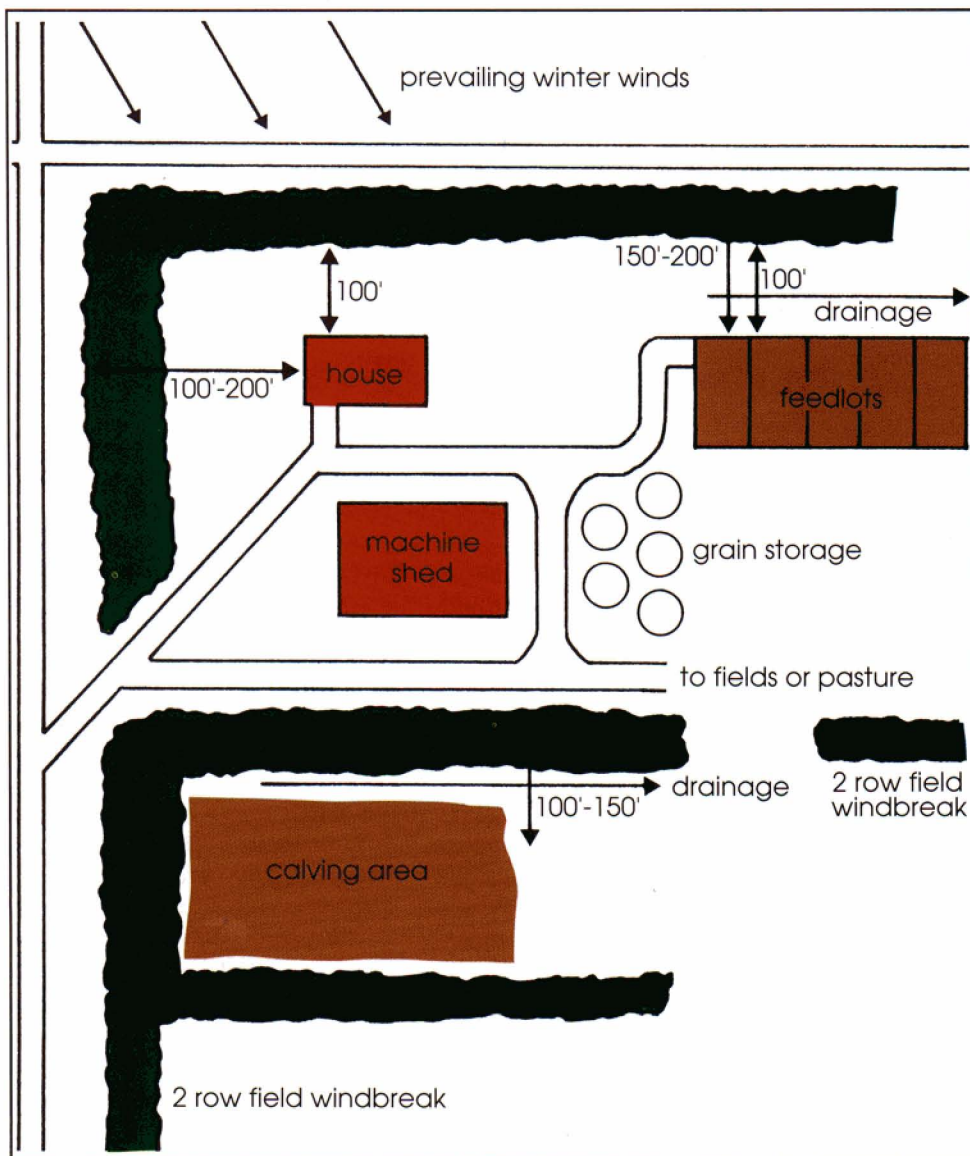 prevailing winter winds
150'-200'
100'
100'
drainage
100'-200'
house
feedlots
machine
shed
grain storage
to fields or pasture
drainage
2 row field
windbreak
100'-150'
calving area
2 row field windbreak